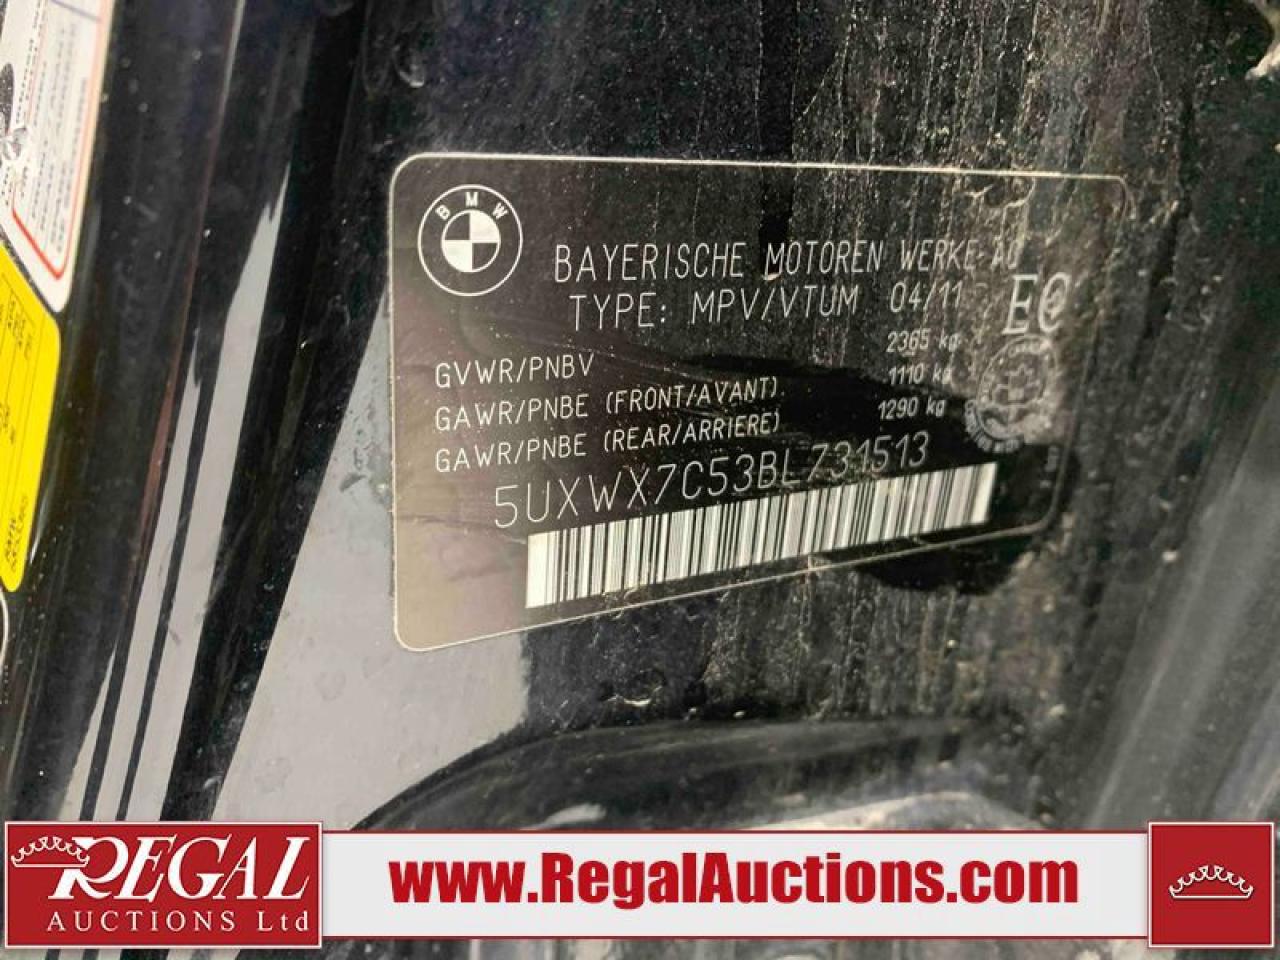 BMW
BAYERISCHE MOTOREN WERKE AG
TYPE: MPV/VTUM 04/11 EC
GVWR/PNBV 2365 kg
GAWR/PNBE (FRONT/AVANT) 1110 kg
GAWR/PNBE (REAR/ARRIERE) 1290 kg
5UXWX7C53BL731513
REGAL
AUCTIONS Ltd
www.RegalAuctions.com